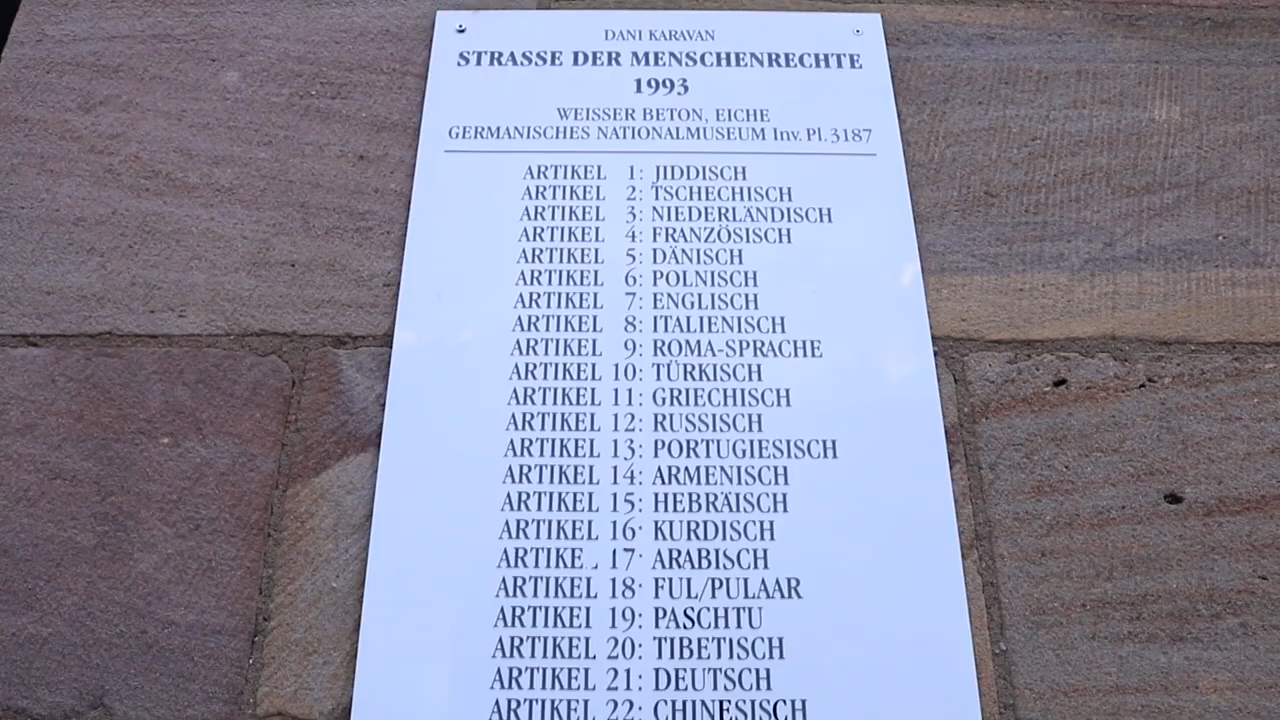 DANI KARAVAN
STRASSE DER MENSCHENRECHTE
1993
WEISSER BETON, EICHE
GERMANISCHES NATIONALMUSEUM Inv. Pl. 3187
ARTIKEL 1: JIDDISCH
ARTIKEL 2: TSCHECHISCH
ARTIKEL 3: NIEDERLÄNDISCH
ARTIKEL 4: FRANZÖSISCH
ARTIKEL 5: DÄNISCH
ARTIKEL 6: POLNISCH
ARTIKEL 7: ENGLISCH
ARTIKEL 8: ITALIENISCH
ARTIKEL 9: ROMA-SPRACHE
ARTIKEL 10: TÜRKISCH
ARTIKEL 11: GRIECHISCH
ARTIKEL 12: RUSSISCH
ARTIKEL 13: PORTUGIESISCH
ARTIKEL 14: ARMENISCH
ARTIKEL 15: HEBRÄISCH
ARTIKEL 16: KURDISCH
ARTIKEL 17: ARABISCH
ARTIKEL 18: FUL/PULAAR
ARTIKEL 19: PASCHTU
ARTIKEL 20: TIBETISCH
ARTIKEL 21: DEUTSCH
ARTIKEL 22: CHINESISCH